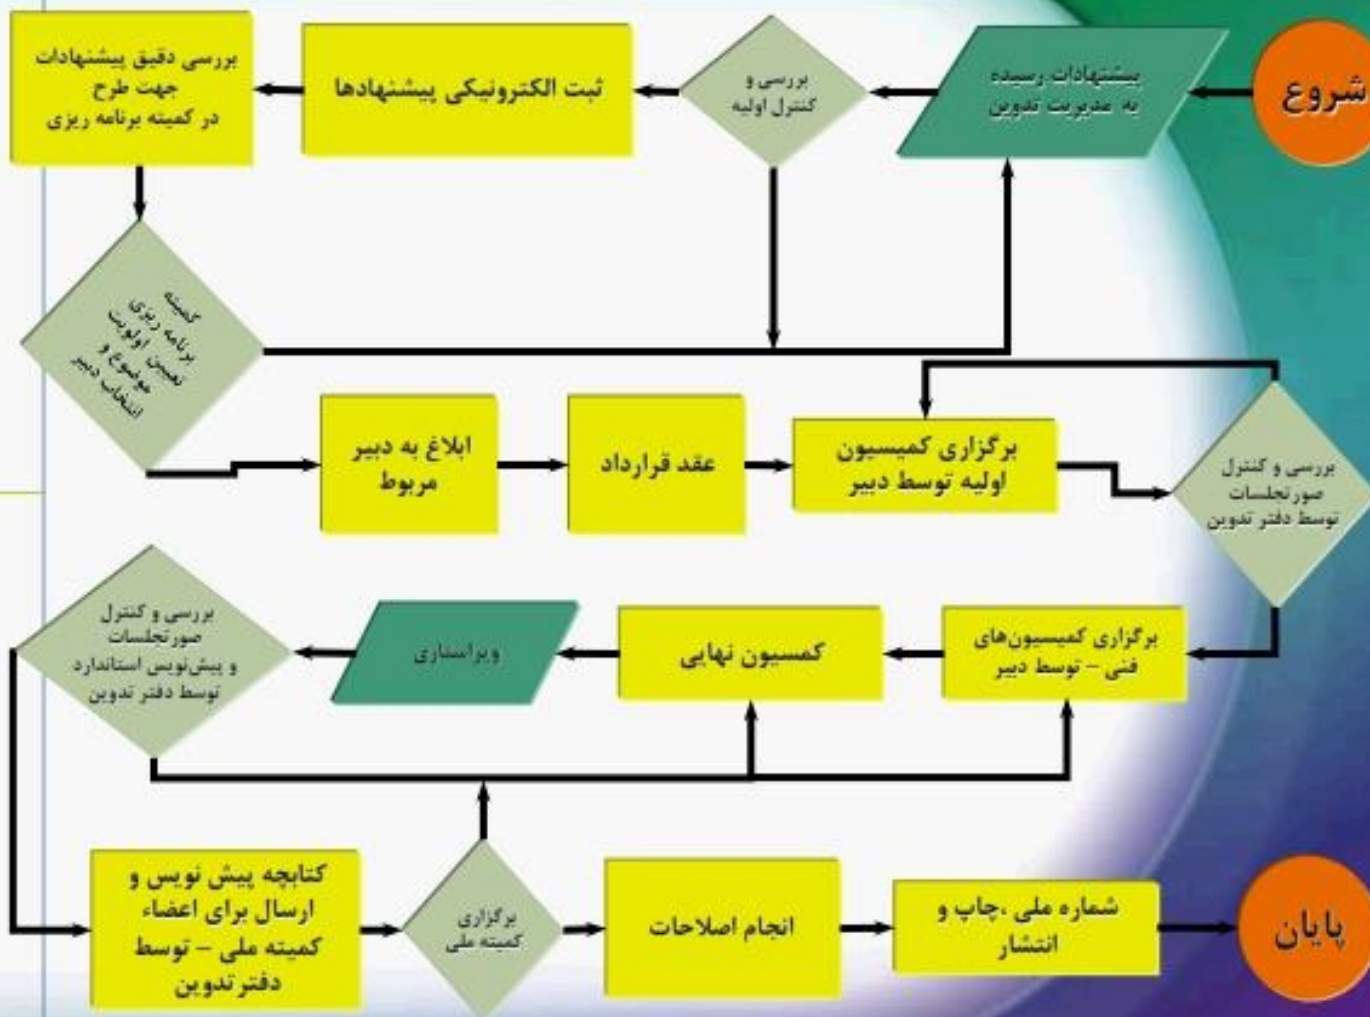 شروع
پیشنهادات رسیده
به مدیریت تدوین
بررسی و
کنترل اولیه
ثبت الکترونیکی پیشنهادها
بررسی دقیق پیشنهادات
جهت طرح
در کمیته برنامه ریزی
کمیته
برنامه ریزی
تعیین اولویت
موضوع و
انتخاب دبیر
ابلاغ به دبیر
مربوط
عقد قرارداد
برگزاری کمیسیون
اولیه توسط دبیر
بررسی و کنترل
صورتجلسات
توسط دفتر تدوین
برگزاری کمیسیون‌های
فنی – توسط دبیر
کمسیون نهایی
ویراستاری
بررسی و کنترل
صورتجلسات
و پیش‌نویس استاندارد
توسط دفتر تدوین
کتابچه پیش نویس و
ارسال برای اعضاء
کمیته ملی – توسط
دفتر تدوین
برگزاری
کمیته ملی
انجام اصلاحات
شماره ملی ،چاپ و
انتشار
پایان